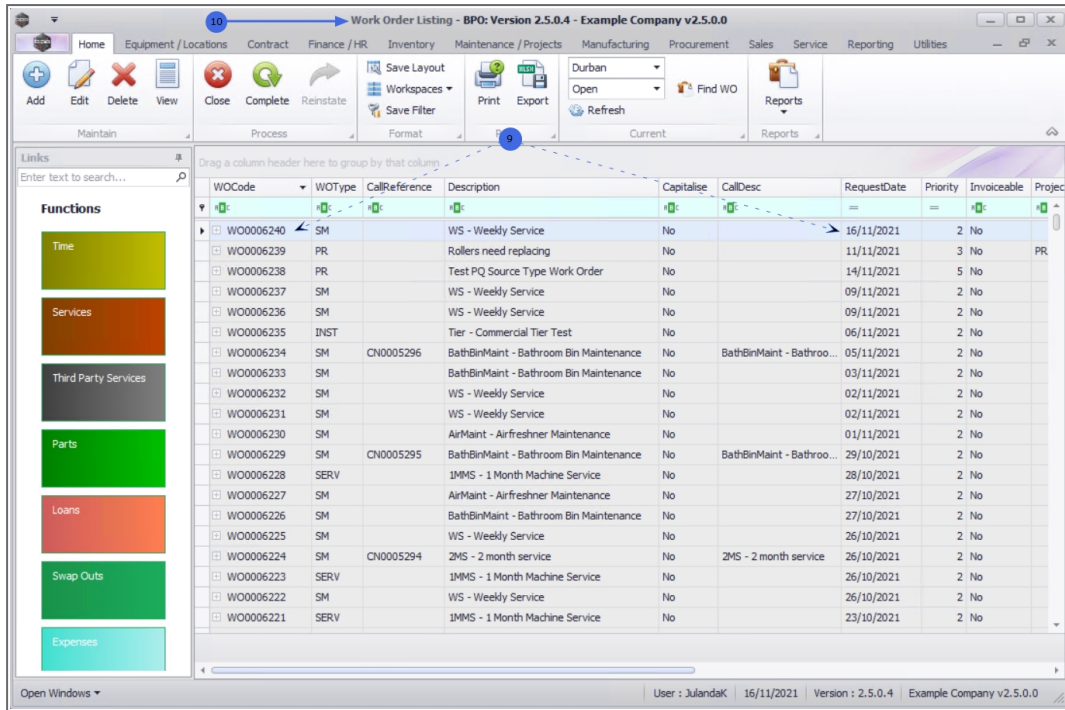 10
Work Order Listing - BPO: Version 2.5.0.4 - Example Company v2.5.0.0
Home Equipment / Locations Contract Finance / HR Inventory Maintenance / Projects Manufacturing Procurement Sales Service Reporting Utilities
Add Edit Delete View Close Complete Reinstate
Save Layout
Workspaces
Save Filter
Print Export
Durban
Open
Refresh
Find WO
Reports
Maintain Process Format Current Reports
9
Links
Enter text to search...
Functions
Time
Services
Third Party Services
Parts
Loans
Swap Outs
Expenses
Drag a column header here to group by that column
WOCode WOType CallReference Description Capitalise CallDesc RequestDate Priority Invoiceable Projec
WO0006240 SM WS - Weekly Service No 16/11/2021 2 No
WO0006239 PR Rollers need replacing No 11/11/2021 3 No PR
WO0006238 PR Test PQ Source Type Work Order No 14/11/2021 5 No
WO0006237 SM WS - Weekly Service No 09/11/2021 2 No
WO0006236 SM WS - Weekly Service No 09/11/2021 2 No
WO0006235 INST Tier - Commercial Tier Test No 06/11/2021 2 No
WO0006234 SM CN0005296 BathBinMaint - Bathroom Bin Maintenance No BathBinMaint - Bathroo... 05/11/2021 2 No
WO0006233 SM BathBinMaint - Bathroom Bin Maintenance No 03/11/2021 2 No
WO0006232 SM WS - Weekly Service No 02/11/2021 2 No
WO0006231 SM WS - Weekly Service No 02/11/2021 2 No
WO0006230 SM AirMaint - Airfreshner Maintenance No 01/11/2021 2 No
WO0006229 SM CN0005295 BathBinMaint - Bathroom Bin Maintenance No BathBinMaint - Bathroo... 29/10/2021 2 No
WO0006228 SERV 1MMS - 1 Month Machine Service No 28/10/2021 2 No
WO0006227 SM AirMaint - Airfreshner Maintenance No 27/10/2021 2 No
WO0006226 SM BathBinMaint - Bathroom Bin Maintenance No 27/10/2021 2 No
WO0006225 SM WS - Weekly Service No 26/10/2021 2 No
WO0006224 SM CN0005294 2MS - 2 month service No 2MS - 2 month service 26/10/2021 2 No
WO0006223 SERV 1MMS - 1 Month Machine Service No 26/10/2021 2 No
WO0006222 SM WS - Weekly Service No 26/10/2021 2 No
WO0006221 SERV 1MMS - 1 Month Machine Service No 23/10/2021 2 No
Open Windows User : JulandaK 16/11/2021 Version : 2.5.0.4 Example Company v2.5.0.0